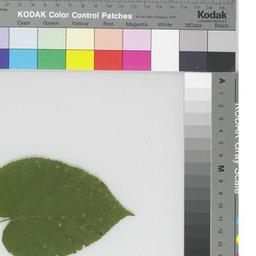 KODAK Color Control Patches
Kodak
Cyan Green Yellow Red Magenta White 3/Color Black
A
1
2
3
4
5
6
M
8
9
10
11
12
13
KODAK Gray Scale